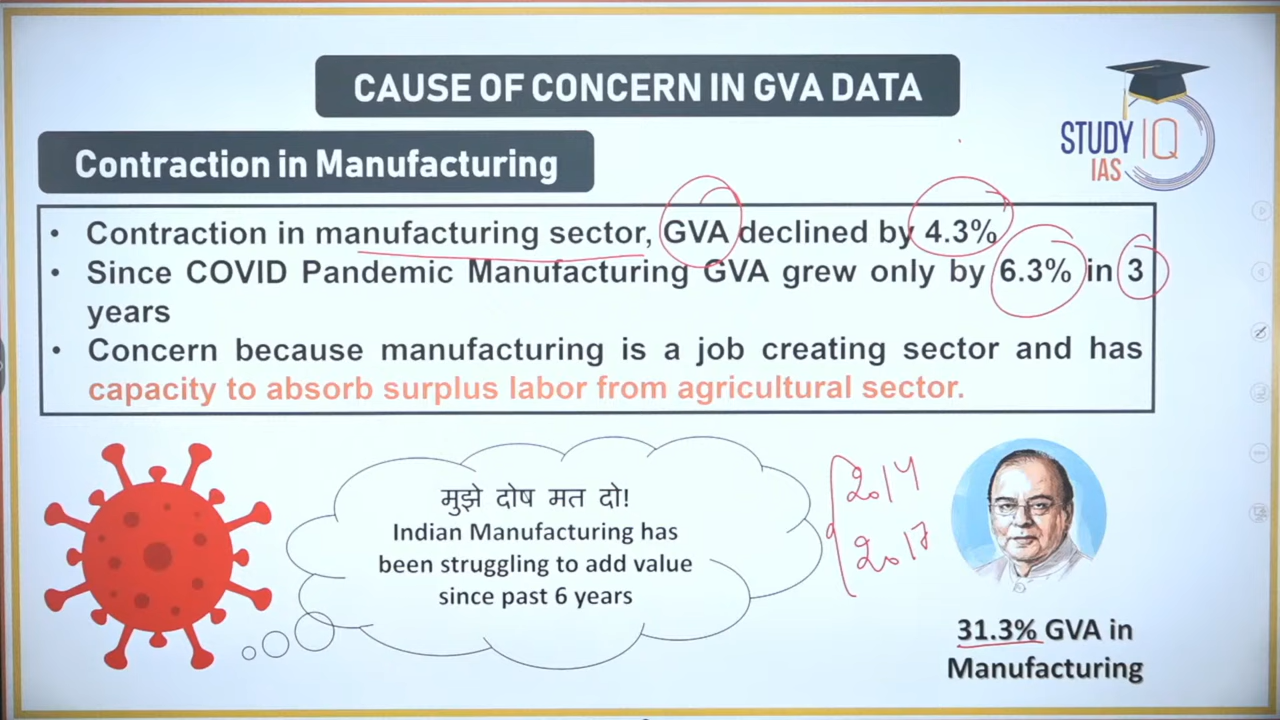 CAUSE OF CONCERN IN GVA DATA
STUDY IQ
IAS
Contraction in Manufacturing
• Contraction in manufacturing sector, GVA declined by 4.3%
• Since COVID Pandemic Manufacturing GVA grew only by 6.3% in 3
years
• Concern because manufacturing is a job creating sector and has
capacity to absorb surplus labor from agricultural sector.
मुझे दोष मत दो!
Indian Manufacturing has
been struggling to add value
since past 6 years
2014
2017
31.3% GVA in
Manufacturing